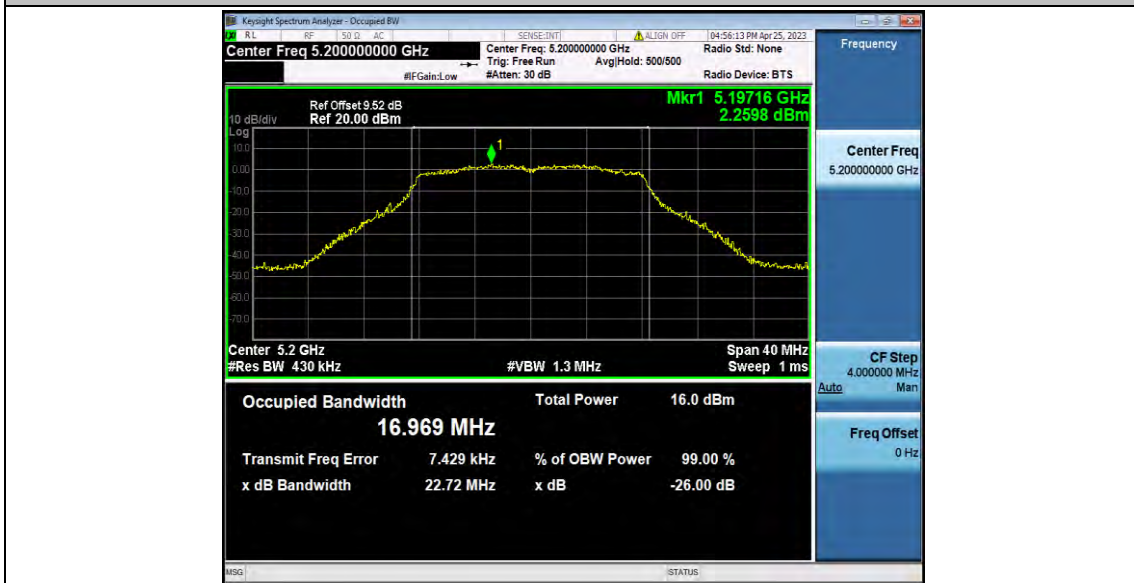 Keysight Spectrum Analyzer - Occupied BW
RL RF 50 Ω AC SENSE:INT ALIGN OFF 04:56:13 PM Apr 25, 2023
Center Freq 5.200000000 GHz Center Freq: 5.200000000 GHz Radio Std: None Frequency
Trig: Free Run Avg|Hold: 500/500
#IFGain:Low #Atten: 30 dB Radio Device: BTS
Mkr1 5.19716 GHz
Ref Offset 9.52 dB 2.2598 dBm
10 dB/div Ref 20.00 dBm
Log
10.0
1
0.00
-10.0
-20.0
-30.0
-40.0
-50.0
-60.0
-70.0
Center Freq
5.200000000 GHz
Center 5.2 GHz Span 40 MHz
#Res BW 430 kHz #VBW 1.3 MHz Sweep 1 ms
CF Step
4.000000 MHz
Auto Man
Occupied Bandwidth Total Power 16.0 dBm
16.969 MHz
Freq Offset
0 Hz
Transmit Freq Error 7.429 kHz % of OBW Power 99.00 %
x dB Bandwidth 22.72 MHz x dB -26.00 dB
MSG STATUS